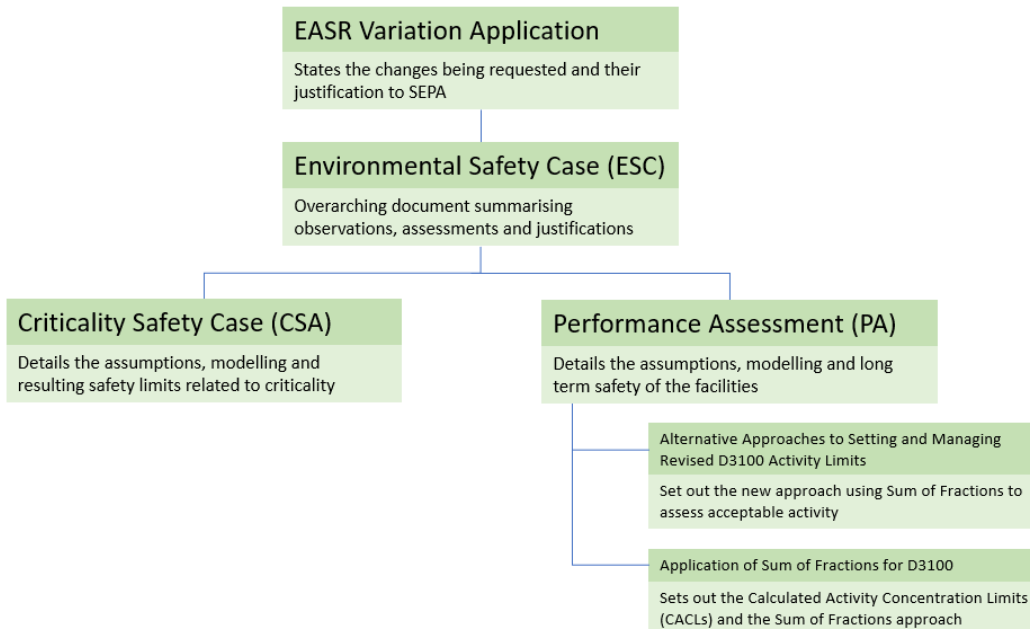 EASR Variation Application
States the changes being requested and their
justification to SEPA
Environmental Safety Case (ESC)
Overarching document summarising
observations, assessments and justifications
Criticality Safety Case (CSA)
Details the assumptions, modelling and
resulting safety limits related to criticality
Performance Assessment (PA)
Details the assumptions, modelling and long
term safety of the facilities
Alternative Approaches to Setting and Managing
Revised D3100 Activity Limits
Set out the new approach using Sum of Fractions to
assess acceptable activity
Application of Sum of Fractions for D3100
Sets out the Calculated Activity Concentration Limits
(CACLs) and the Sum of Fractions approach